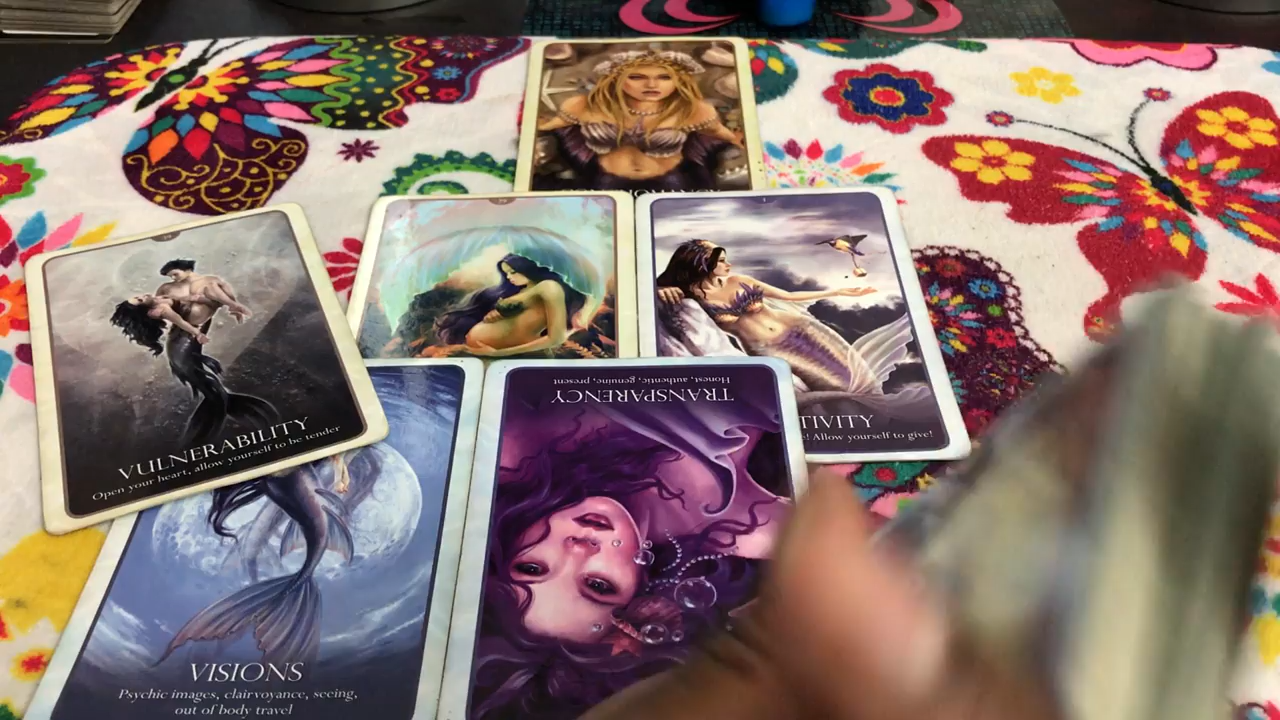 VULNERABILITY
Open your heart, allow yourself to be tender
TRANSPARENCY
Honest, authentic, genuine, present
TIVITY
! Allow yourself to give!
VISIONS
Psychic images, clairvoyance, seeing,
out of body travel